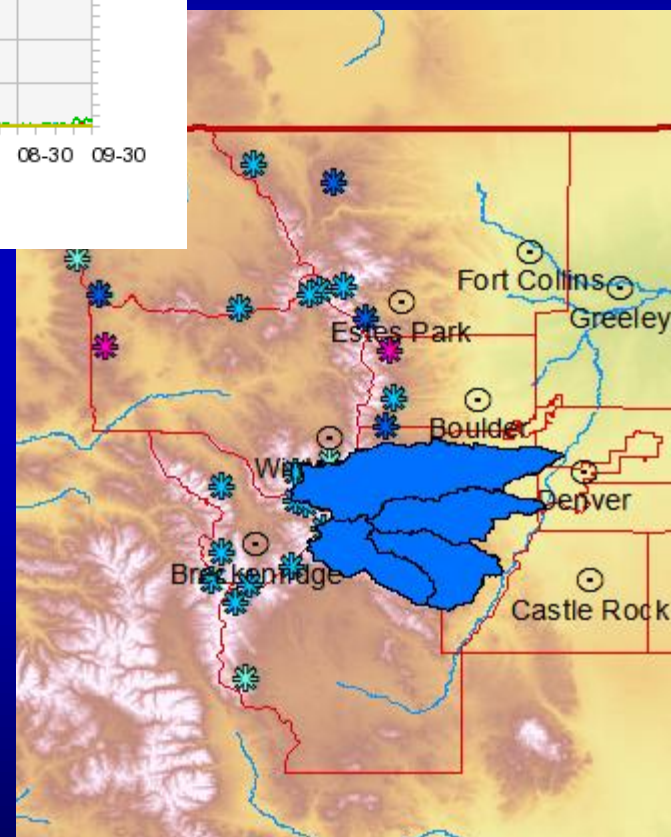 08-30 09-30
Fort Collins
Greeley
Estes Park
Boulder
Denver
Breckenridge
Castle Rock